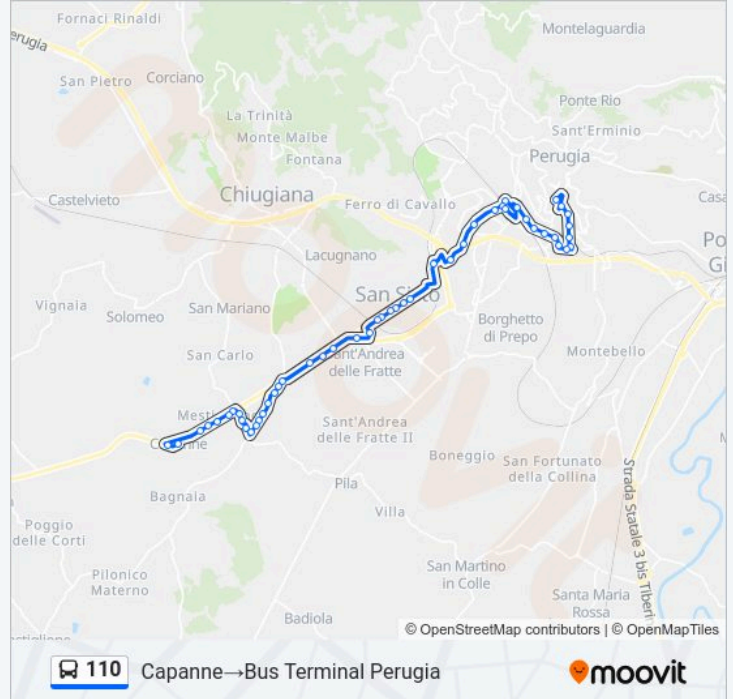 Fornaci Rinaldi
Montelaguardia
erugia
San Pietro
Corciano
La Trinità
Monte Malbe
Fontana
Ponte Rio
Sant'Erminio
Perugia
Castelvieto
Chiugiana
Ferro di Cavallo
Casa
Po
Gi
Lacugnano
San Sisto
Vignaia
Solomeo
San Mariano
Borghetto
di Prepo
San Carlo
Sant'Andrea
delle Fratte
Montebello
Capanne
Sant'Andrea
delle Fratte II
Boneggio
San Fortunato
della Collina
Bagnaia
Pila
Villa
Strada Statale 3 bis Tiberi
Poggio
delle Corti
Pilonico
Materno
San Martino
in Colle
Santa Maria
Rossa
Badiola
© OpenStreetMap contributors | © OpenMapTiles
110 Capanne→Bus Terminal Perugia
moovit